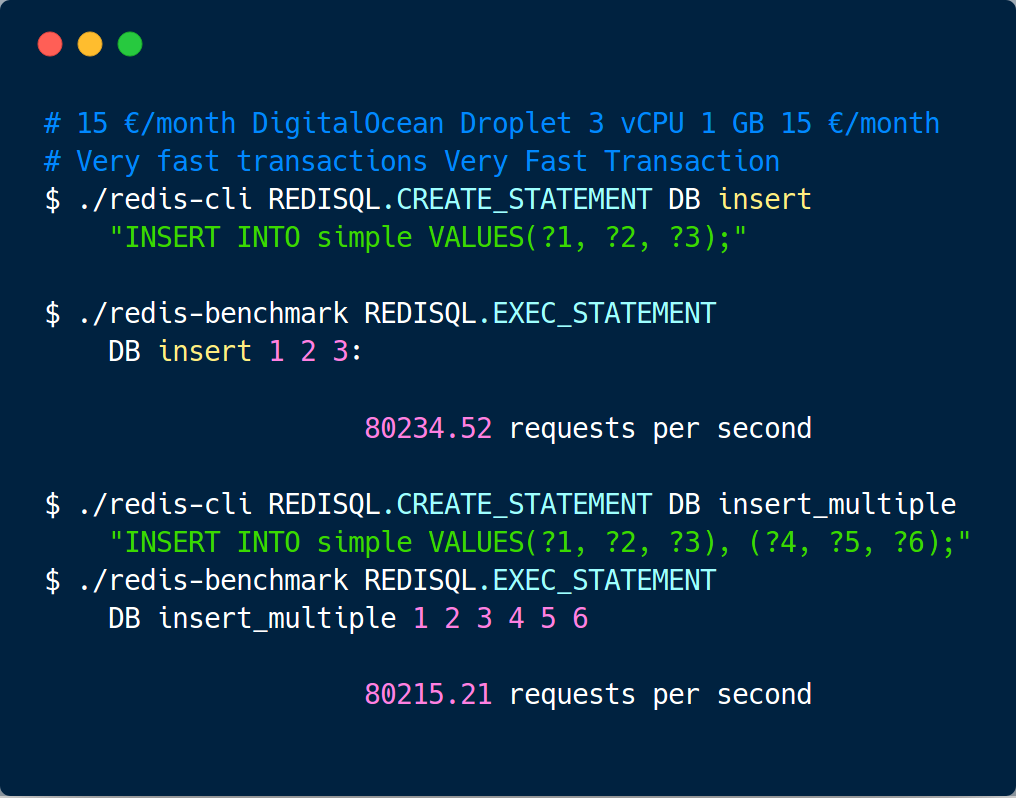 # 15 €/month DigitalOcean Droplet 3 vCPU 1 GB 15 €/month
# Very fast transactions Very Fast Transaction
$ ./redis-cli REDISQL.CREATE_STATEMENT DB insert
"INSERT INTO simple VALUES(?1, ?2, ?3);"
$ ./redis-benchmark REDISQL.EXEC_STATEMENT
DB insert 1 2 3:
80234.52 requests per second
$ ./redis-cli REDISQL.CREATE_STATEMENT DB insert_multiple
"INSERT INTO simple VALUES(?1, ?2, ?3), (?4, ?5, ?6);"
$ ./redis-benchmark REDISQL.EXEC_STATEMENT
DB insert_multiple 1 2 3 4 5 6
80215.21 requests per second